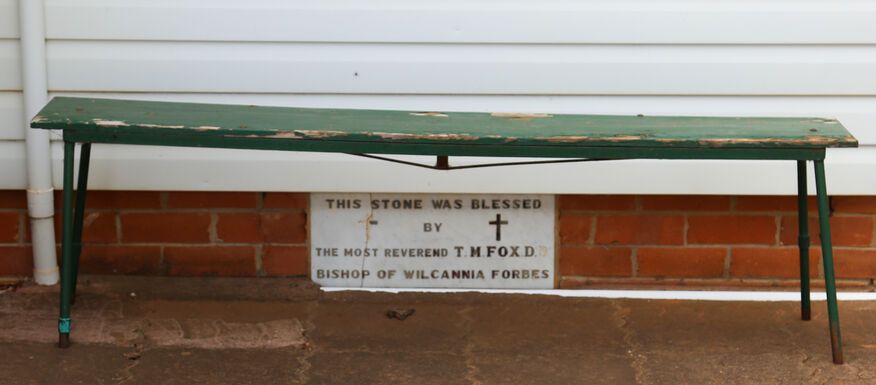 THIS STONE WAS BLESSED
BY
THE MOST REVEREND T.M FOX D.D
BISHOP OF WILCANNIA FORBES